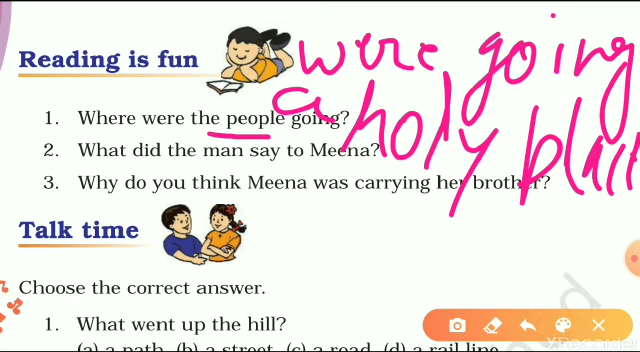 Reading is fun
were going
a holy place
1. Where were the people going?
2. What did the man say to Meena?
3. Why do you think Meena was carrying her brother?
Talk time
Choose the correct answer.
1. What went up the hill?
(a) a path (b) a street (c) a road (d) a rail line
XRecorder